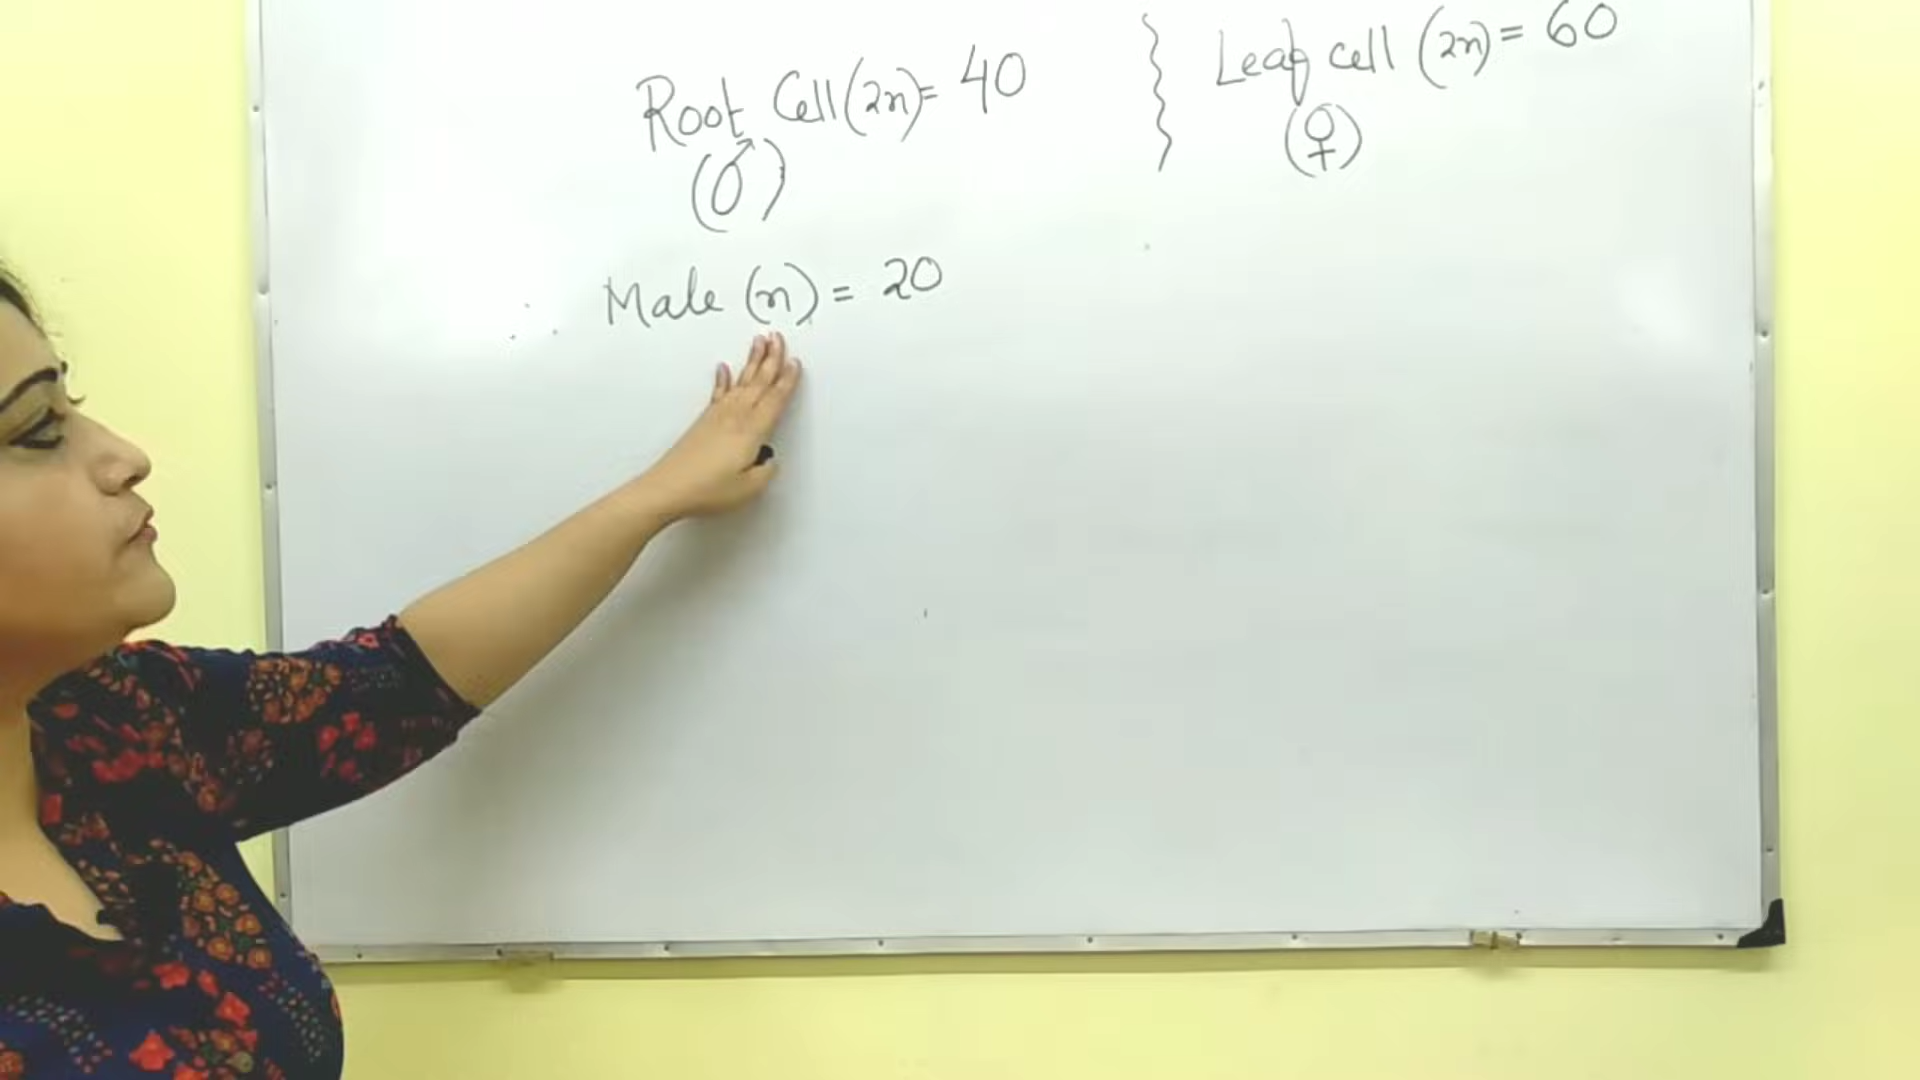 Root Cell (2n) = 40
(♂)
Male (n) = 20
Leaf cell (2n) = 60
(♀)